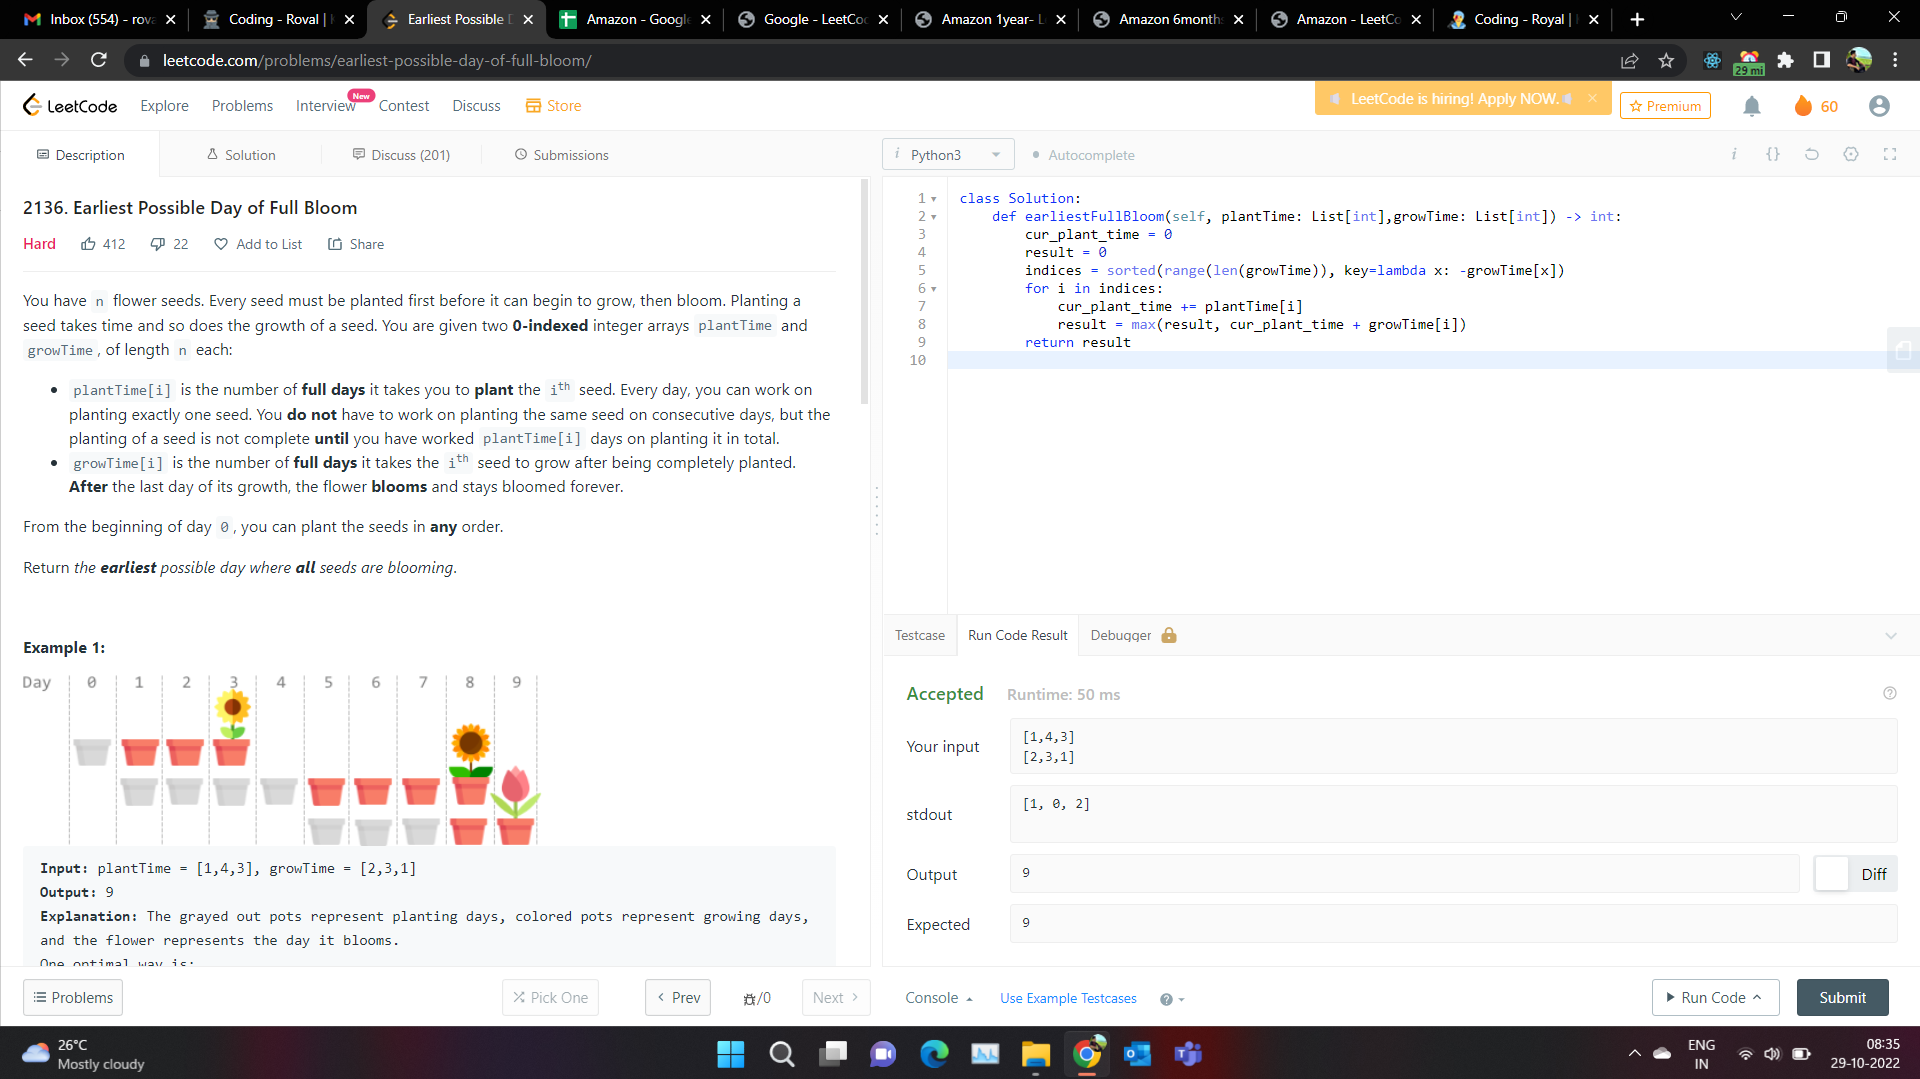 Inbox (554) - rova
Coding - Roval |
Earliest Possible D
Amazon - Google
Google - LeetCo
Amazon 1year- L
Amazon 6months
Amazon - LeetCo
Coding - Royal |
leetcode.com/problems/earliest-possible-day-of-full-bloom/
29 mi
LeetCode
Explore
Problems
Interview
New
Contest
Discuss
Store
LeetCode is hiring! Apply NOW.
Premium
60
Description
Solution
Discuss (201)
Submissions
i Python3
Autocomplete
2136. Earliest Possible Day of Full Bloom
Hard 412 22 Add to List Share
You have n flower seeds. Every seed must be planted first before it can begin to grow, then bloom. Planting a
seed takes time and so does the growth of a seed. You are given two 0-indexed integer arrays plantTime and
growTime, of length n each:
• plantTime[i] is the number of full days it takes you to plant the ith seed. Every day, you can work on
planting exactly one seed. You do not have to work on planting the same seed on consecutive days, but the
planting of a seed is not complete until you have worked plantTime[i] days on planting it in total.
• growTime[i] is the number of full days it takes the ith seed to grow after being completely planted.
After the last day of its growth, the flower blooms and stays bloomed forever.
From the beginning of day 0, you can plant the seeds in any order.
Return the earliest possible day where all seeds are blooming.
Example 1:
Day 0 1 2 3 4 5 6 7 8 9
Input: plantTime = [1,4,3], growTime = [2,3,1]
Output: 9
Explanation: The grayed out pots represent planting days, colored pots represent growing days,
and the flower represents the day it blooms.
One optimal way is:
1 class Solution:
2 def earliestFullBloom(self, plantTime: List[int],growTime: List[int]) -> int:
3 cur_plant_time = 0
4 result = 0
5 indices = sorted(range(len(growTime)), key=lambda x: -growTime[x])
6 for i in indices:
7 cur_plant_time += plantTime[i]
8 result = max(result, cur_plant_time + growTime[i])
9 return result
10
Testcase
Run Code Result
Debugger
Accepted Runtime: 50 ms
Your input
[1,4,3]
[2,3,1]
stdout
[1, 0, 2]
Output
9
Diff
Expected
9
Problems
Pick One
Prev
/0
Next
Console
Use Example Testcases
Run Code
Submit
26°C
Mostly cloudy
ENG
IN
08:35
29-10-2022